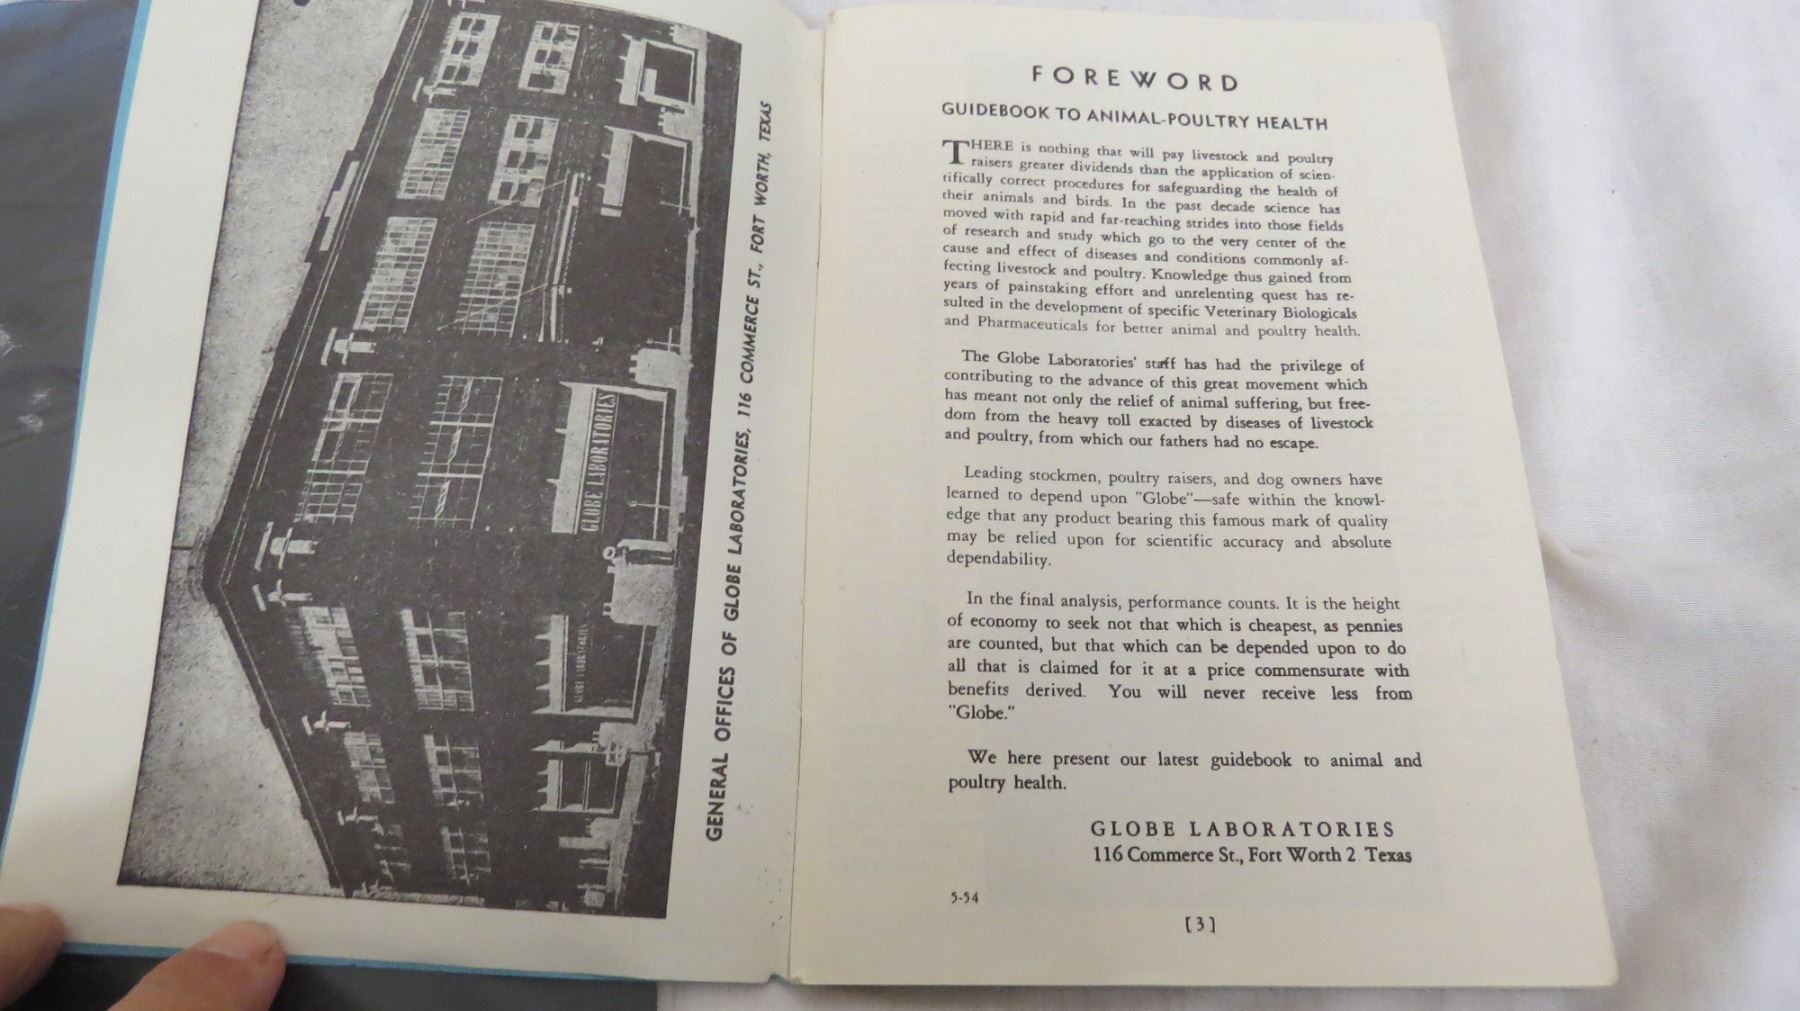 GLOBE LABORATORIES
GLOBE LABORATORIES
GENERAL OFFICES OF GLOBE LABORATORIES, 116 COMMERCE ST., FORT WORTH, TEXAS
FOREWORD
GUIDEBOOK TO ANIMAL-POULTRY HEALTH
THERE is nothing that will pay livestock and poultry
raisers greater dividends than the application of scien-
tifically correct procedures for safeguarding the health of
their animals and birds. In the past decade science has
moved with rapid and far-reaching strides into those fields
of research and study which go to the very center of the
cause and effect of diseases and conditions commonly af-
fecting livestock and poultry. Knowledge thus gained from
years of painstaking effort and unrelenting quest has re-
sulted in the development of specific Veterinary Biologicals
and Pharmaceuticals for better animal and poultry health.
The Globe Laboratories' staff has had the privilege of
contributing to the advance of this great movement which
has meant not only the relief of animal suffering, but free-
dom from the heavy toll exacted by diseases of livestock
and poultry, from which our fathers had no escape.
Leading stockmen, poultry raisers, and dog owners have
learned to depend upon "Globe"—safe within the knowl-
edge that any product bearing this famous mark of quality
may be relied upon for scientific accuracy and absolute
dependability.
In the final analysis, performance counts. It is the height
of economy to seek not that which is cheapest, as pennies
are counted, but that which can be depended upon to do
all that is claimed for it at a price commensurate with
benefits derived. You will never receive less from
"Globe."
We here present our latest guidebook to animal and
poultry health.
GLOBE LABORATORIES
116 Commerce St., Fort Worth 2 Texas
5-54
[3]